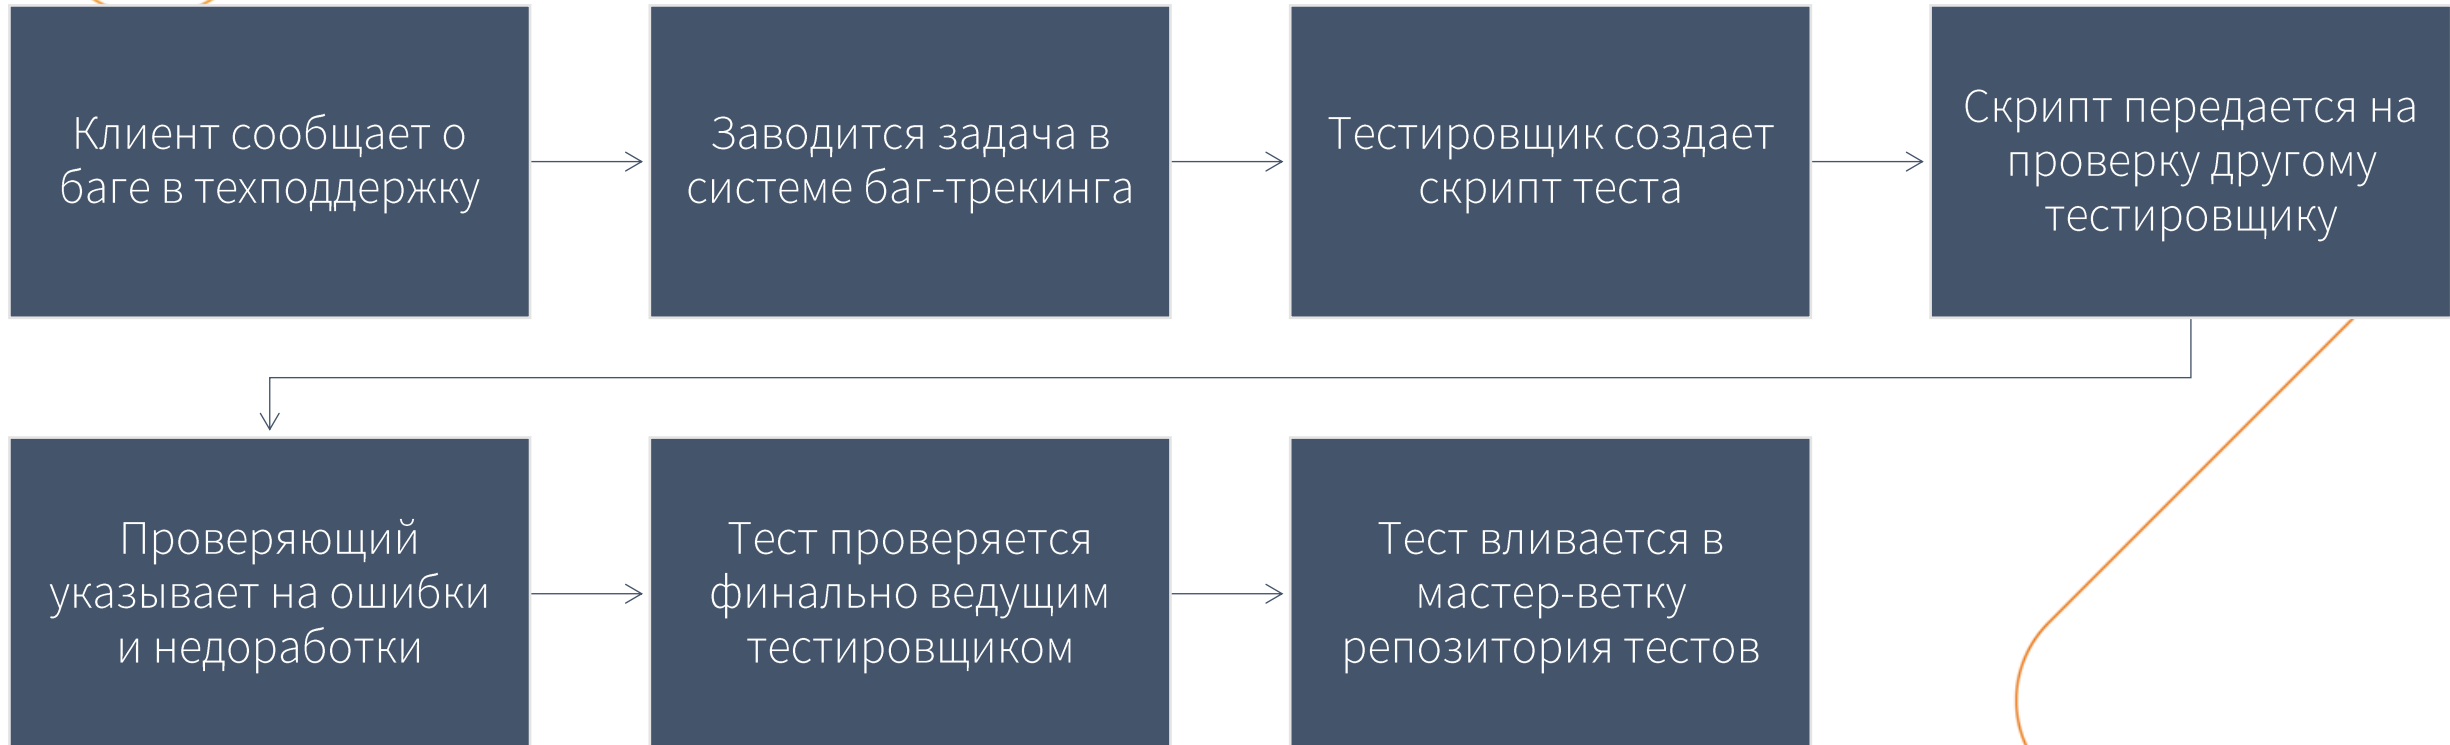 Клиент сообщает о
баге в техподдержку
Заводится задача в
системе баг-трекинга
Тестировщик создает
скрипт теста
Скрипт передается на
проверку другому
тестировщику
Проверяющий
указывает на ошибки
и недоработки
Тест проверяется
финально ведущим
тестировщиком
Тест вливается в
мастер-ветку
репозитория тестов